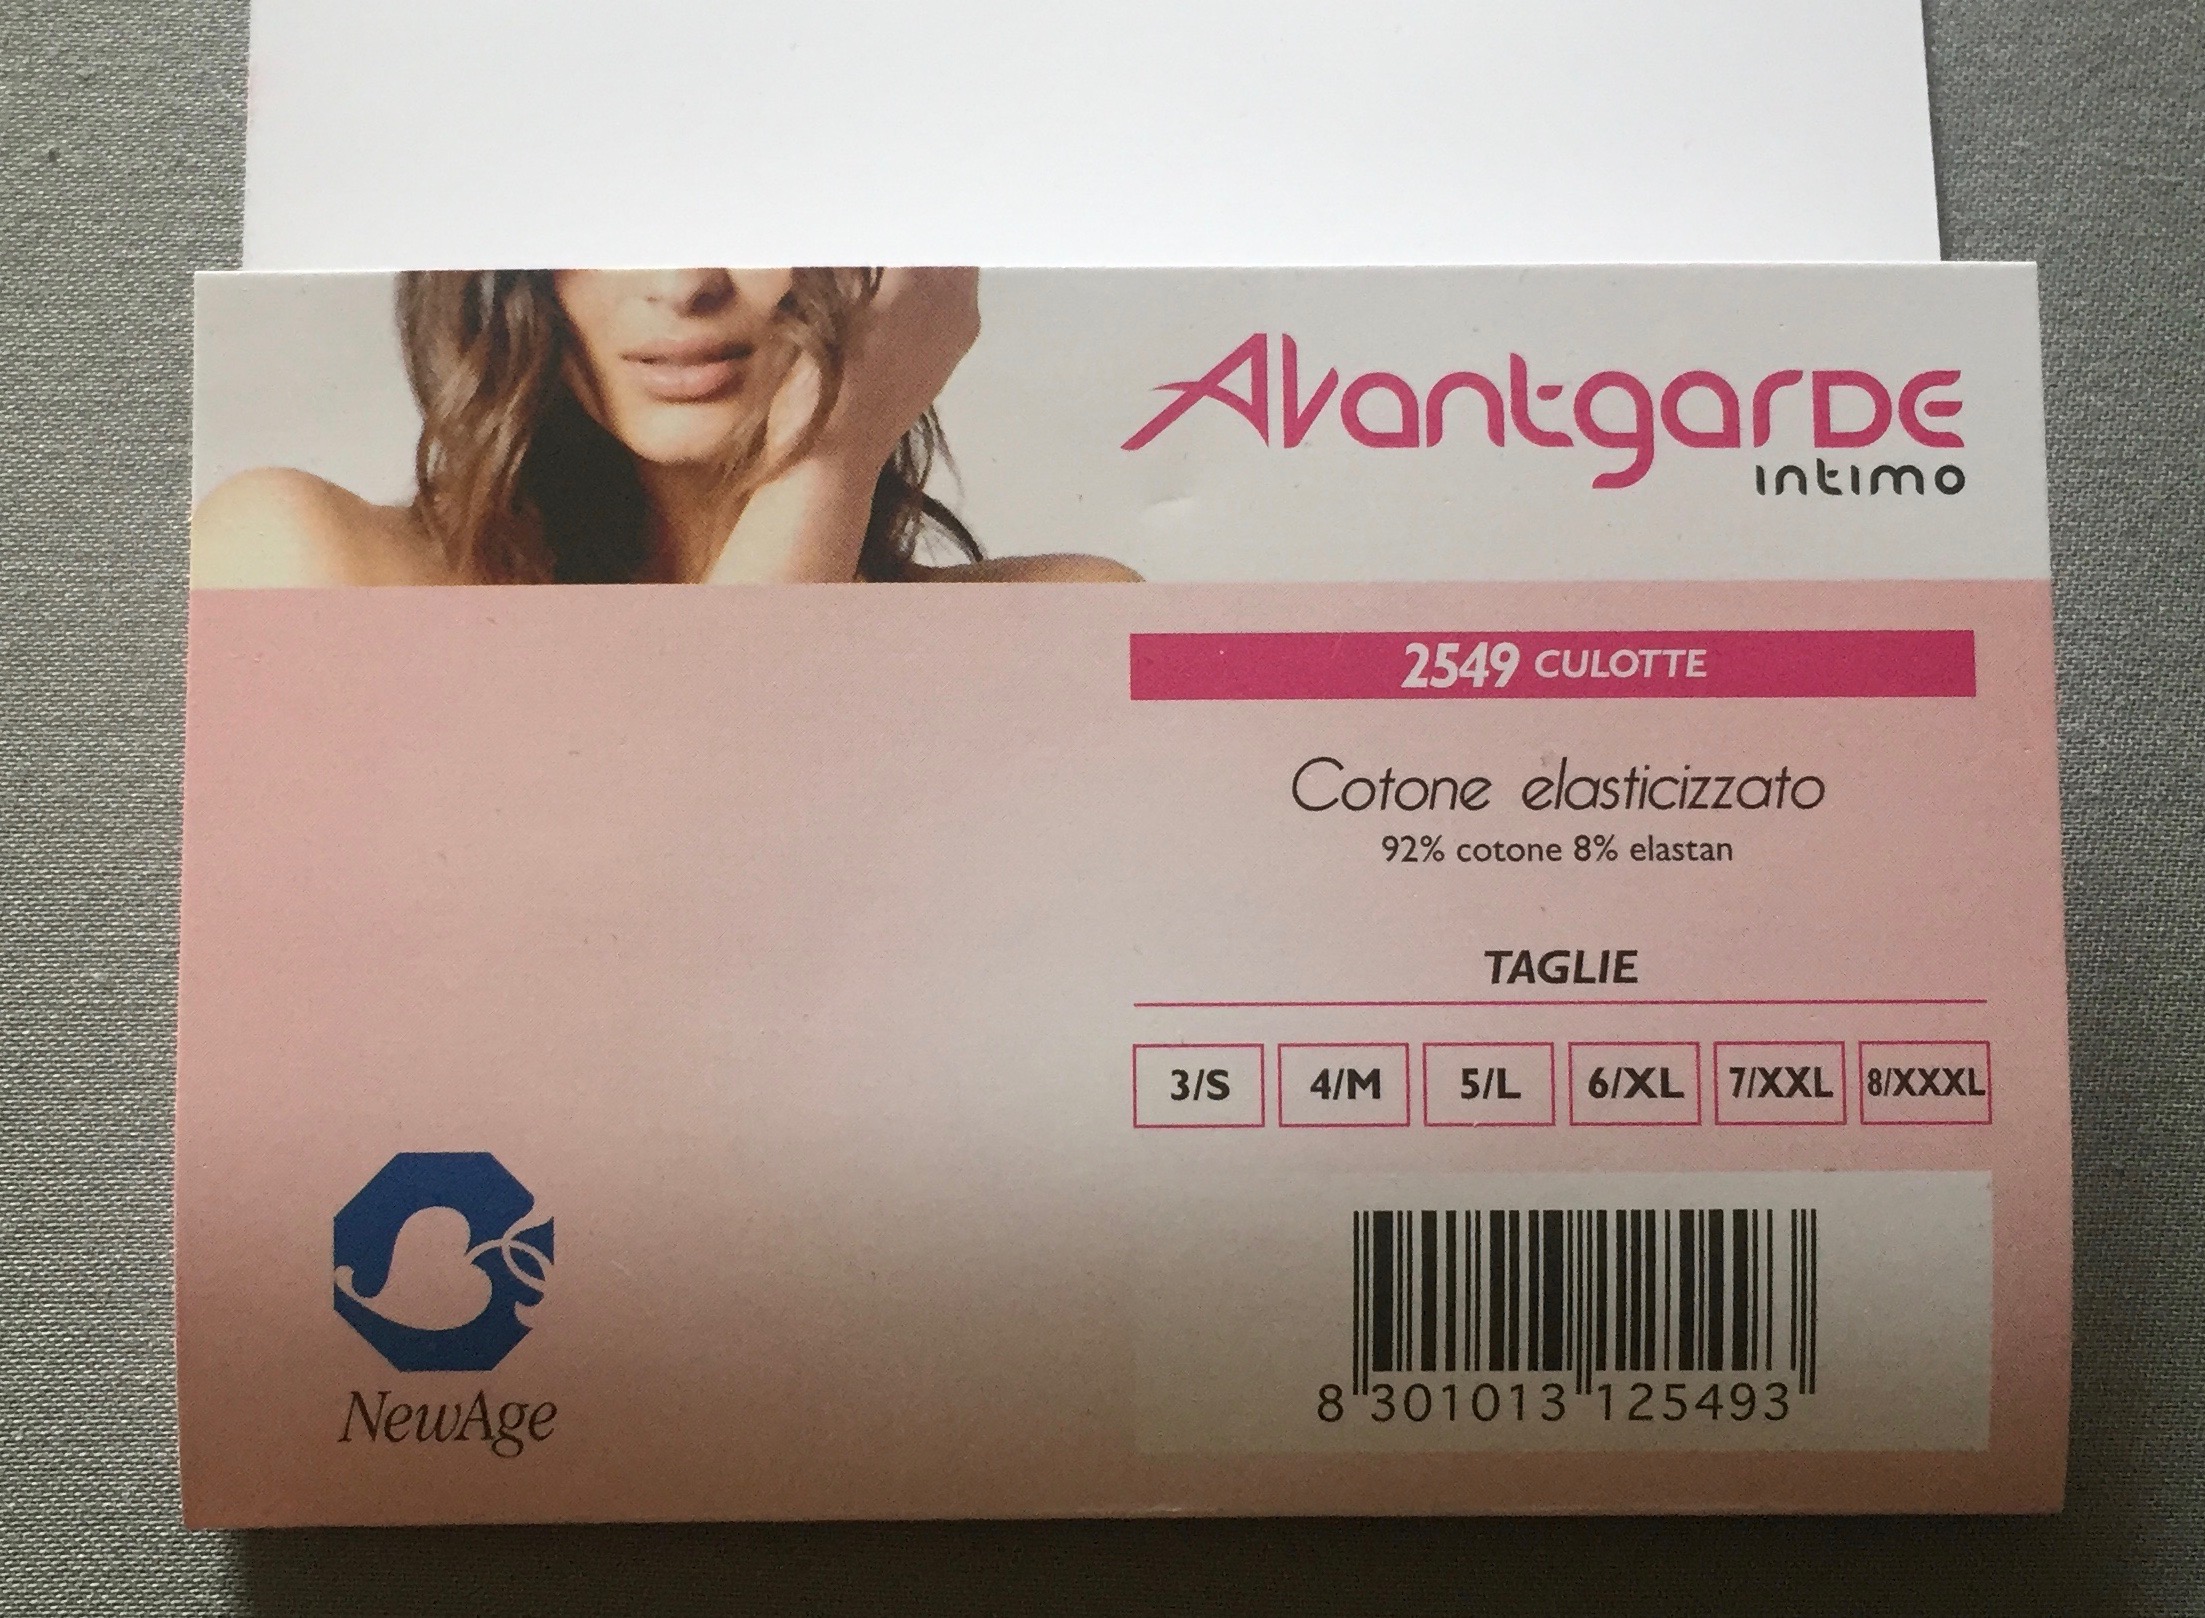 Avantgarde
intimo
2549 CULOTTE
Cotone elasticizzato
92% cotone 8% elastan
TAGLIE
3/S 4/M 5/L 6/XL 7/XXL 8/XXXL
8 301013 125493
NewAge